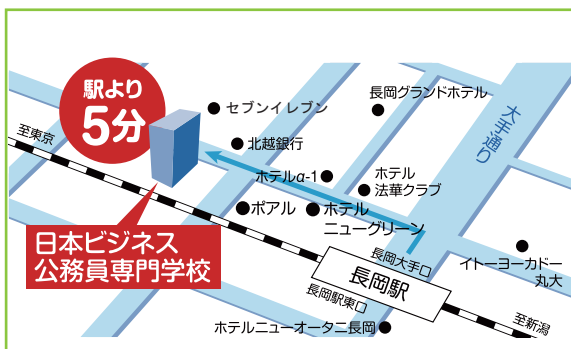 駅より
5分
至東京
セブンイレブン
北越銀行
長岡グランドホテル
大手通り
ホテルα-1
ホテル
法華クラブ
ポアル
ホテル
ニューグリーン
日本ビジネス
公務員専門学校
長岡大手口
長岡駅
長岡駅東口
イトーヨーカドー
丸大
至新潟
ホテルニューオータニ長岡